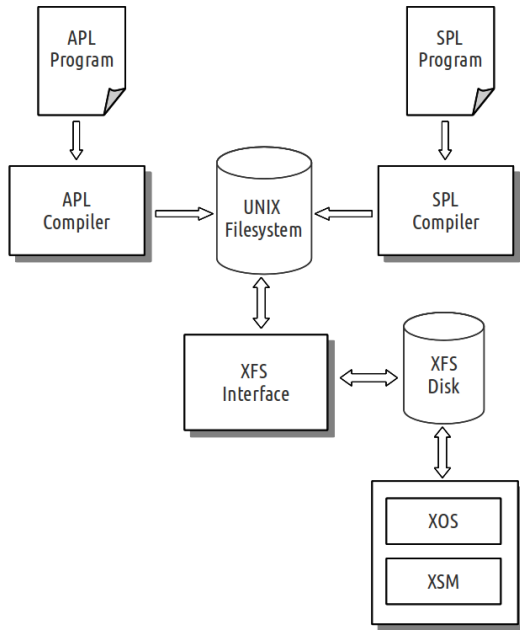 APL
Program
SPL
Program
APL
Compiler
UNIX
Filesystem
SPL
Compiler
XFS
Interface
XFS
Disk
XOS
XSM